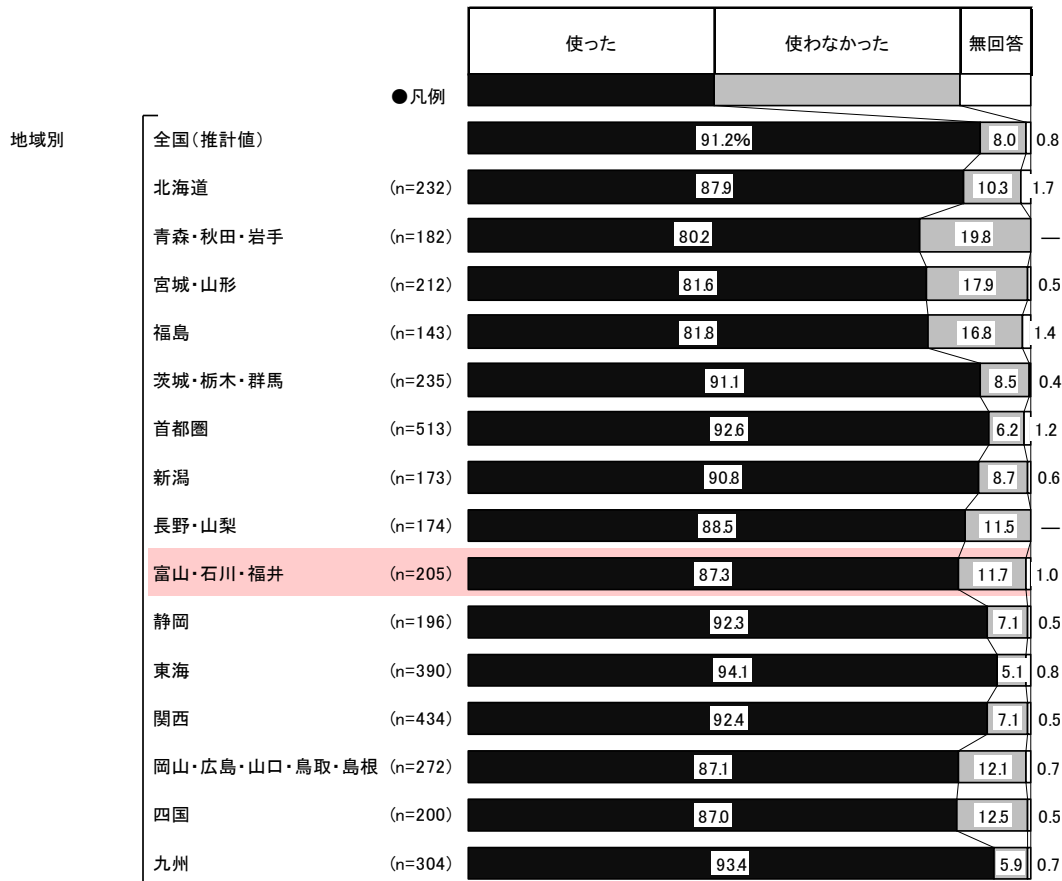 使った 使わなかった 無回答
●凡例
地域別 全国(推計値) 91.2% 8.0 0.8
北海道 (n=232) 87.9 10.3 1.7
青森・秋田・岩手 (n=182) 80.2 19.8 —
宮城・山形 (n=212) 81.6 17.9 0.5
福島 (n=143) 81.8 16.8 1.4
茨城・栃木・群馬 (n=235) 91.1 8.5 0.4
首都圏 (n=513) 92.6 6.2 1.2
新潟 (n=173) 90.8 8.7 0.6
長野・山梨 (n=174) 88.5 11.5 —
富山・石川・福井 (n=205) 87.3 11.7 1.0
静岡 (n=196) 92.3 7.1 0.5
東海 (n=390) 94.1 5.1 0.8
関西 (n=434) 92.4 7.1 0.5
岡山・広島・山口・鳥取・島根 (n=272) 87.1 12.1 0.7
四国 (n=200) 87.0 12.5 0.5
九州 (n=304) 93.4 5.9 0.7